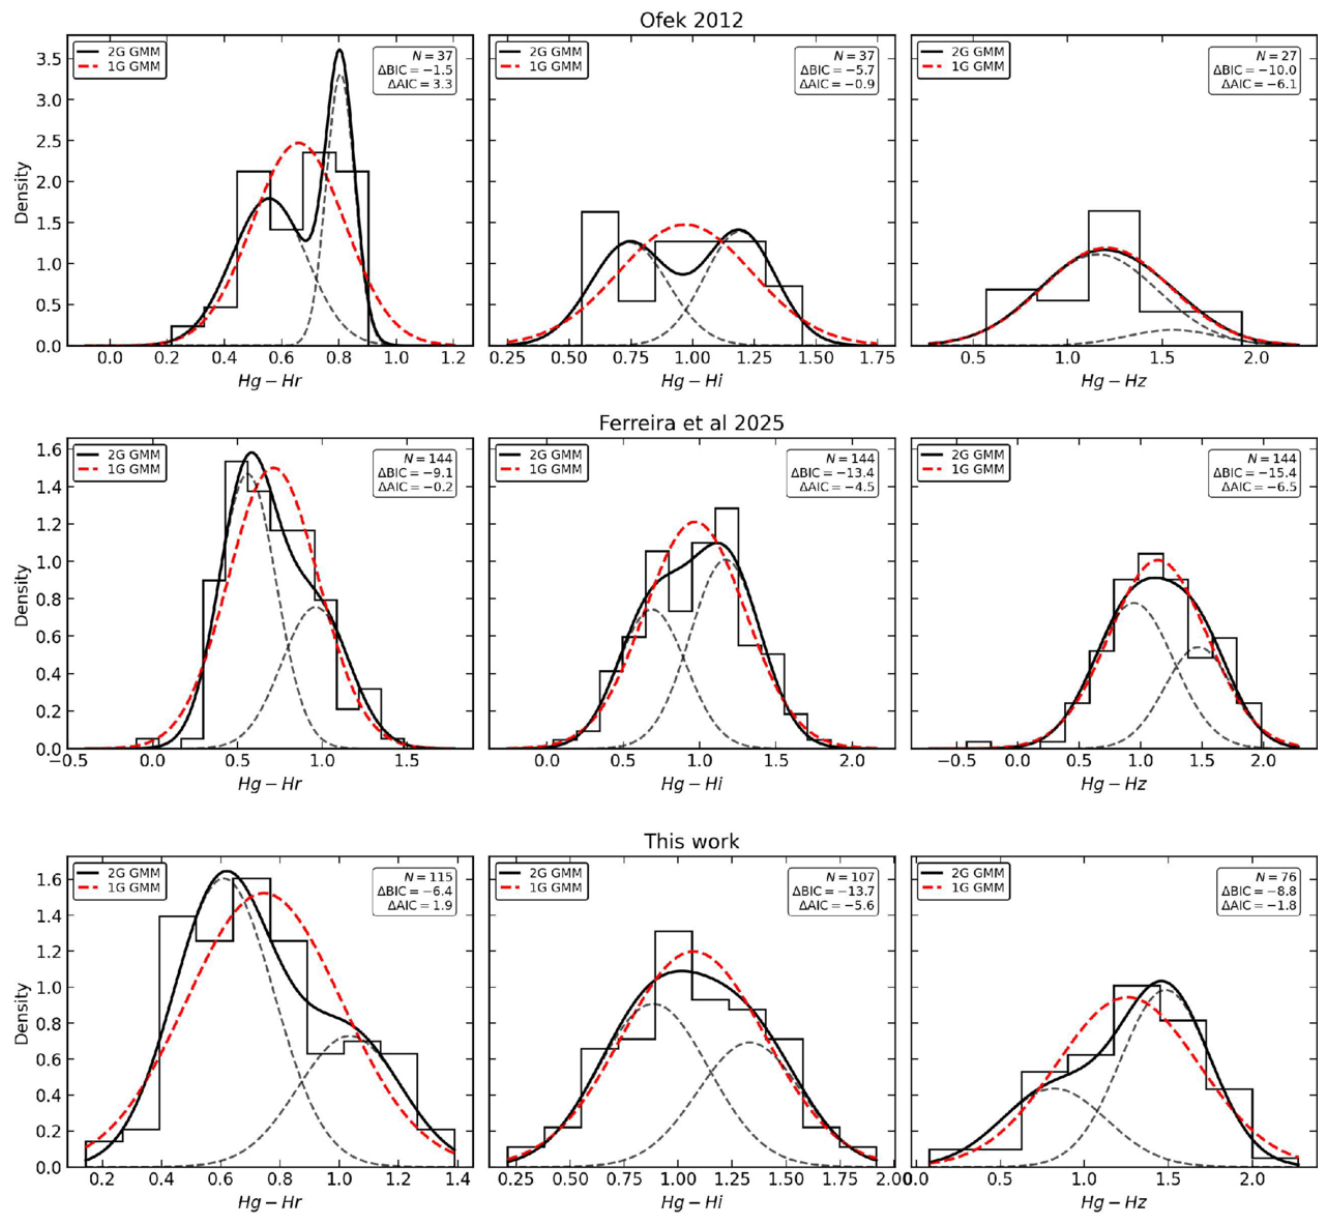 Ofek 2012
2G GMM
1G GMM
N = 37
ΔBIC = −1.5
ΔAIC = 3.3
Density
3.5
3.0
2.5
2.0
1.5
1.0
0.5
0.0
0.0 0.2 0.4 0.6 0.8 1.0 1.2
Hg − Hr
2G GMM
1G GMM
N = 37
ΔBIC = −5.7
ΔAIC = −0.9
0.25 0.50 0.75 1.00 1.25 1.50 1.75
Hg − Hi
2G GMM
1G GMM
N = 27
ΔBIC = −10.0
ΔAIC = −6.1
0.5 1.0 1.5 2.0
Hg − Hz
Ferreira et al 2025
2G GMM
1G GMM
N = 144
ΔBIC = −9.1
ΔAIC = −0.2
Density
1.6
1.4
1.2
1.0
0.8
0.6
0.4
0.2
0.0
−0.5 0.0 0.5 1.0 1.5
Hg − Hr
2G GMM
1G GMM
N = 144
ΔBIC = −13.4
ΔAIC = −4.5
0.0 0.5 1.0 1.5 2.0
Hg − Hi
2G GMM
1G GMM
N = 144
ΔBIC = −15.4
ΔAIC = −6.5
−0.5 0.0 0.5 1.0 1.5 2.0
Hg − Hz
This work
2G GMM
1G GMM
N = 115
ΔBIC = −6.4
ΔAIC = 1.9
Density
1.6
1.4
1.2
1.0
0.8
0.6
0.4
0.2
0.0
0.2 0.4 0.6 0.8 1.0 1.2 1.4
Hg − Hr
2G GMM
1G GMM
N = 107
ΔBIC = −13.7
ΔAIC = −5.6
0.25 0.50 0.75 1.00 1.25 1.50 1.75 2.00
Hg − Hi
2G GMM
1G GMM
N = 76
ΔBIC = −8.8
ΔAIC = −1.8
0.0 0.5 1.0 1.5 2.0
Hg − Hz